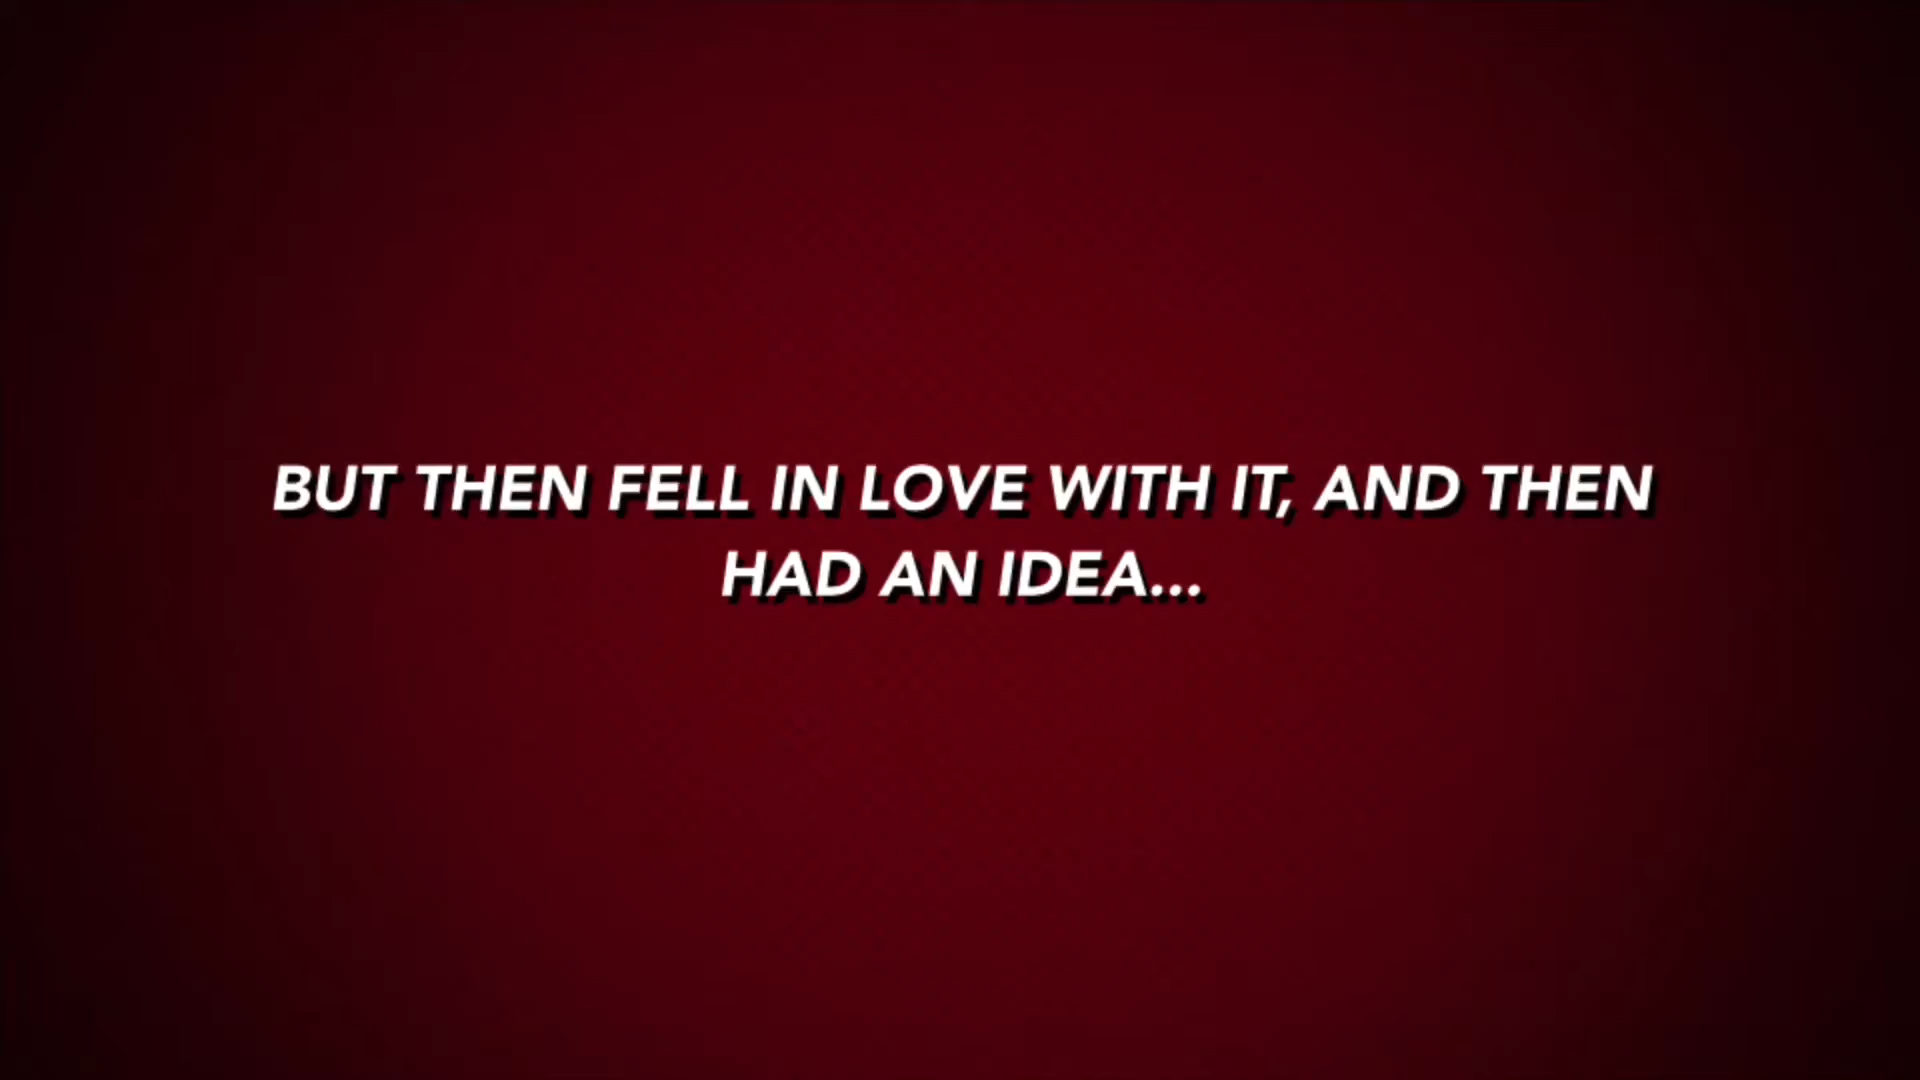 BUT THEN FELL IN LOVE WITH IT, AND THEN
HAD AN IDEA...